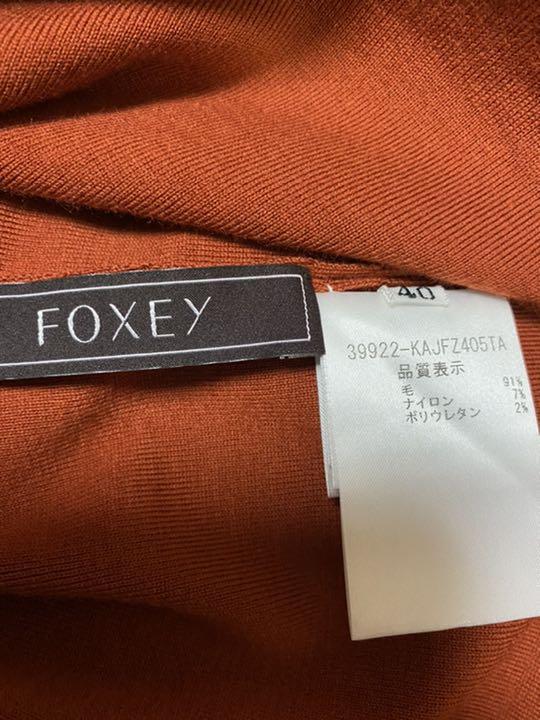 FOXEY
40
39922-KAJFZ405TA
品質表示
毛 91%
ナイロン 7%
ポリウレタン 2%